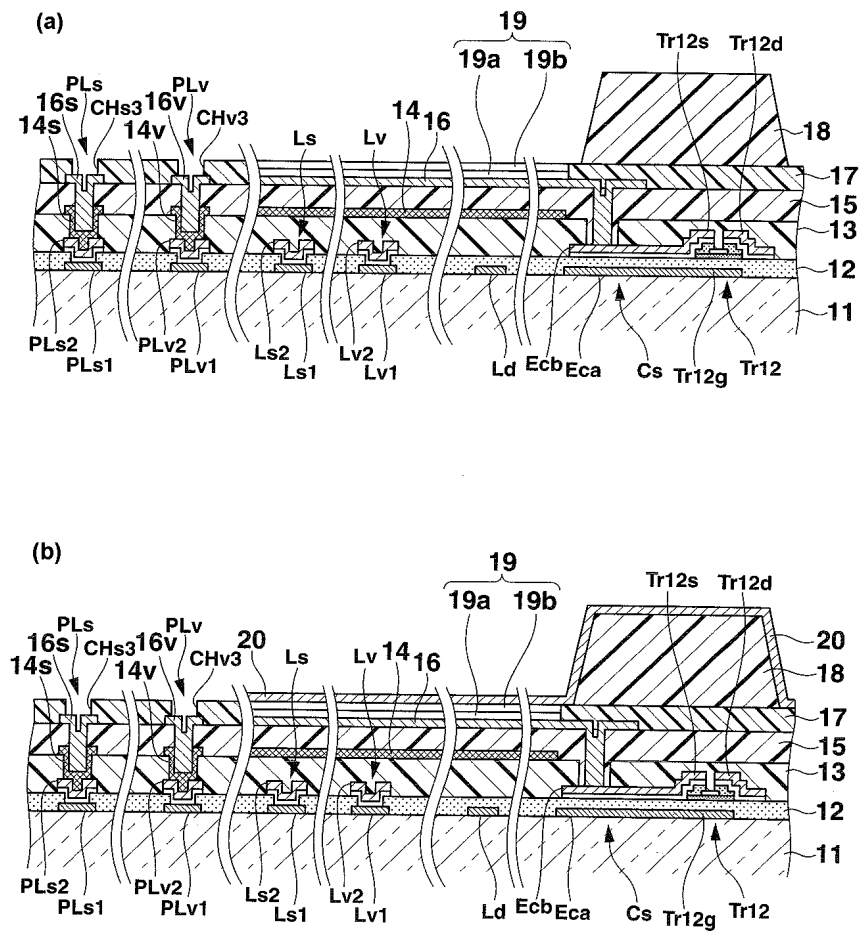 (a)
19
19a 19b
Tr12s Tr12d
PLs PLv
16s CHs3 16v CHv3
14s 14v
Ls Lv 14 16
18
17
15
13
12
11
PLs2 PLs1 PLv2 PLv1 Ls2 Ls1 Lv2 Lv1 Ld Ecb Eca Cs Tr12g Tr12
(b)
19
19a 19b
Tr12s Tr12d
PLs PLv
16s CHs3 16v CHv3
14s 14v
20 Ls Lv 14 16
20
18
17
15
13
12
11
PLs2 PLs1 PLv2 PLv1 Ls2 Ls1 Lv2 Lv1 Ld Ecb Eca Cs Tr12g Tr12